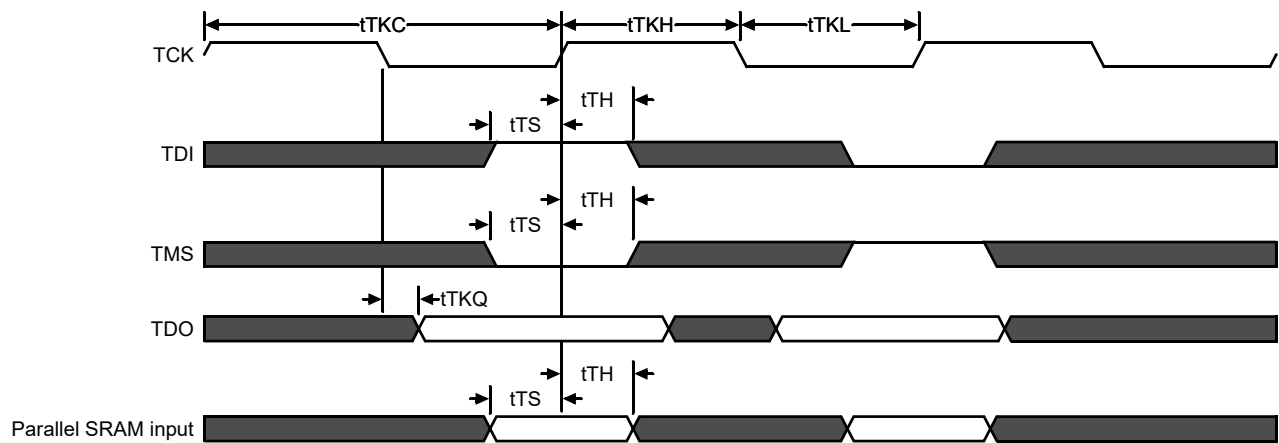 tTKC tTKH tTKL
TCK
tTH
tTS
TDI
tTH
tTS
TMS
tTKQ
TDO
tTH
tTS
Parallel SRAM input